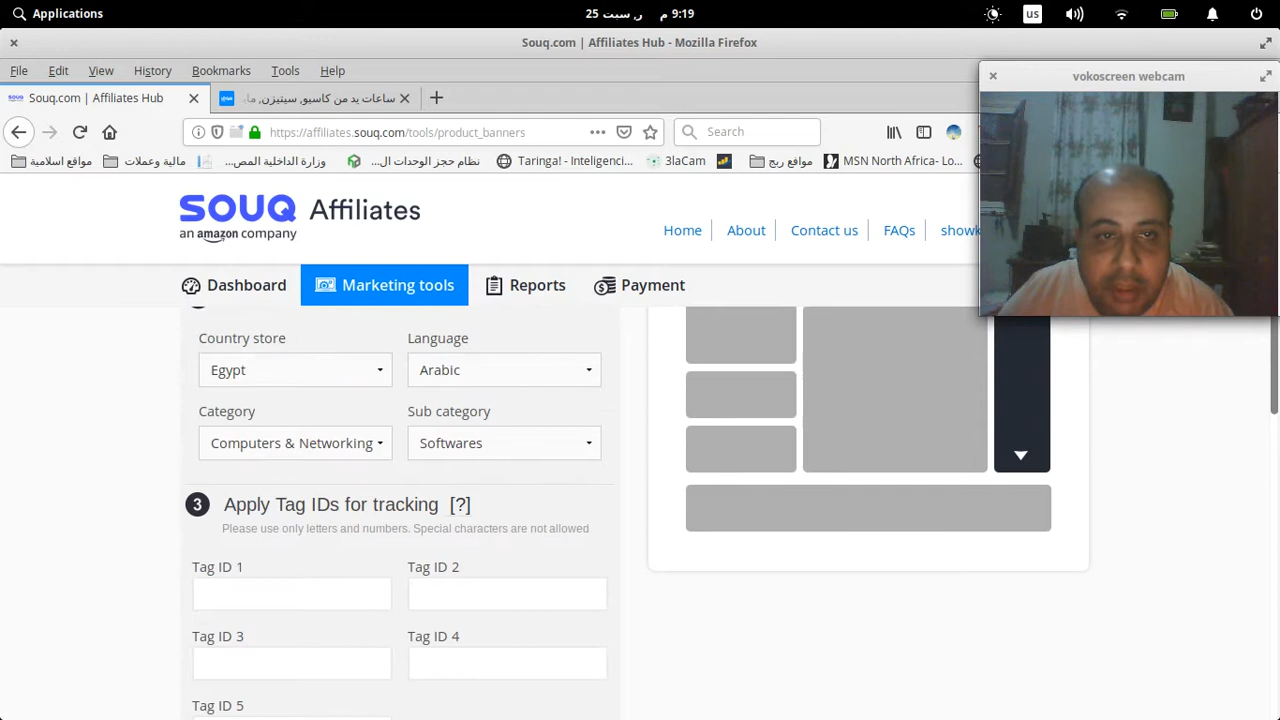 Applications
25 ر, سبت 9:19 م
us
Souq.com | Affiliates Hub - Mozilla Firefox
File Edit View History Bookmarks Tools Help
vokoscreen webcam
Souq.com | Affiliates Hub
ساعات يد من كاسيو, سيتيزن, ما
https://affiliates.souq.com/tools/product_banners
Search
مواقع اسلامية
مالية وعملات
وزارة الداخلية المص...
نظام حجز الوحدات ال...
Taringa! - Inteligenci...
3laCam
مواقع ربح
MSN North Africa- Lo...
SOUQ Affiliates
an amazon company
Home About Contact us FAQs showk
Dashboard Marketing tools Reports Payment
Country store Language
Egypt Arabic
Category Sub category
Computers & Networking Softwares
3 Apply Tag IDs for tracking [?]
Please use only letters and numbers. Special characters are not allowed
Tag ID 1 Tag ID 2
Tag ID 3 Tag ID 4
Tag ID 5